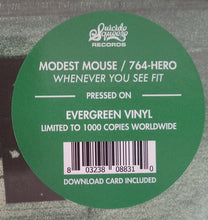 Suicide
Squeeze
RECORDS
MODEST MOUSE / 764-HERO
WHENEVER YOU SEE FIT
PRESSED ON
EVERGREEN VINYL
LIMITED TO 1000 COPIES WORLDWIDE
8 03238 08831 0
DOWNLOAD CARD INCLUDED